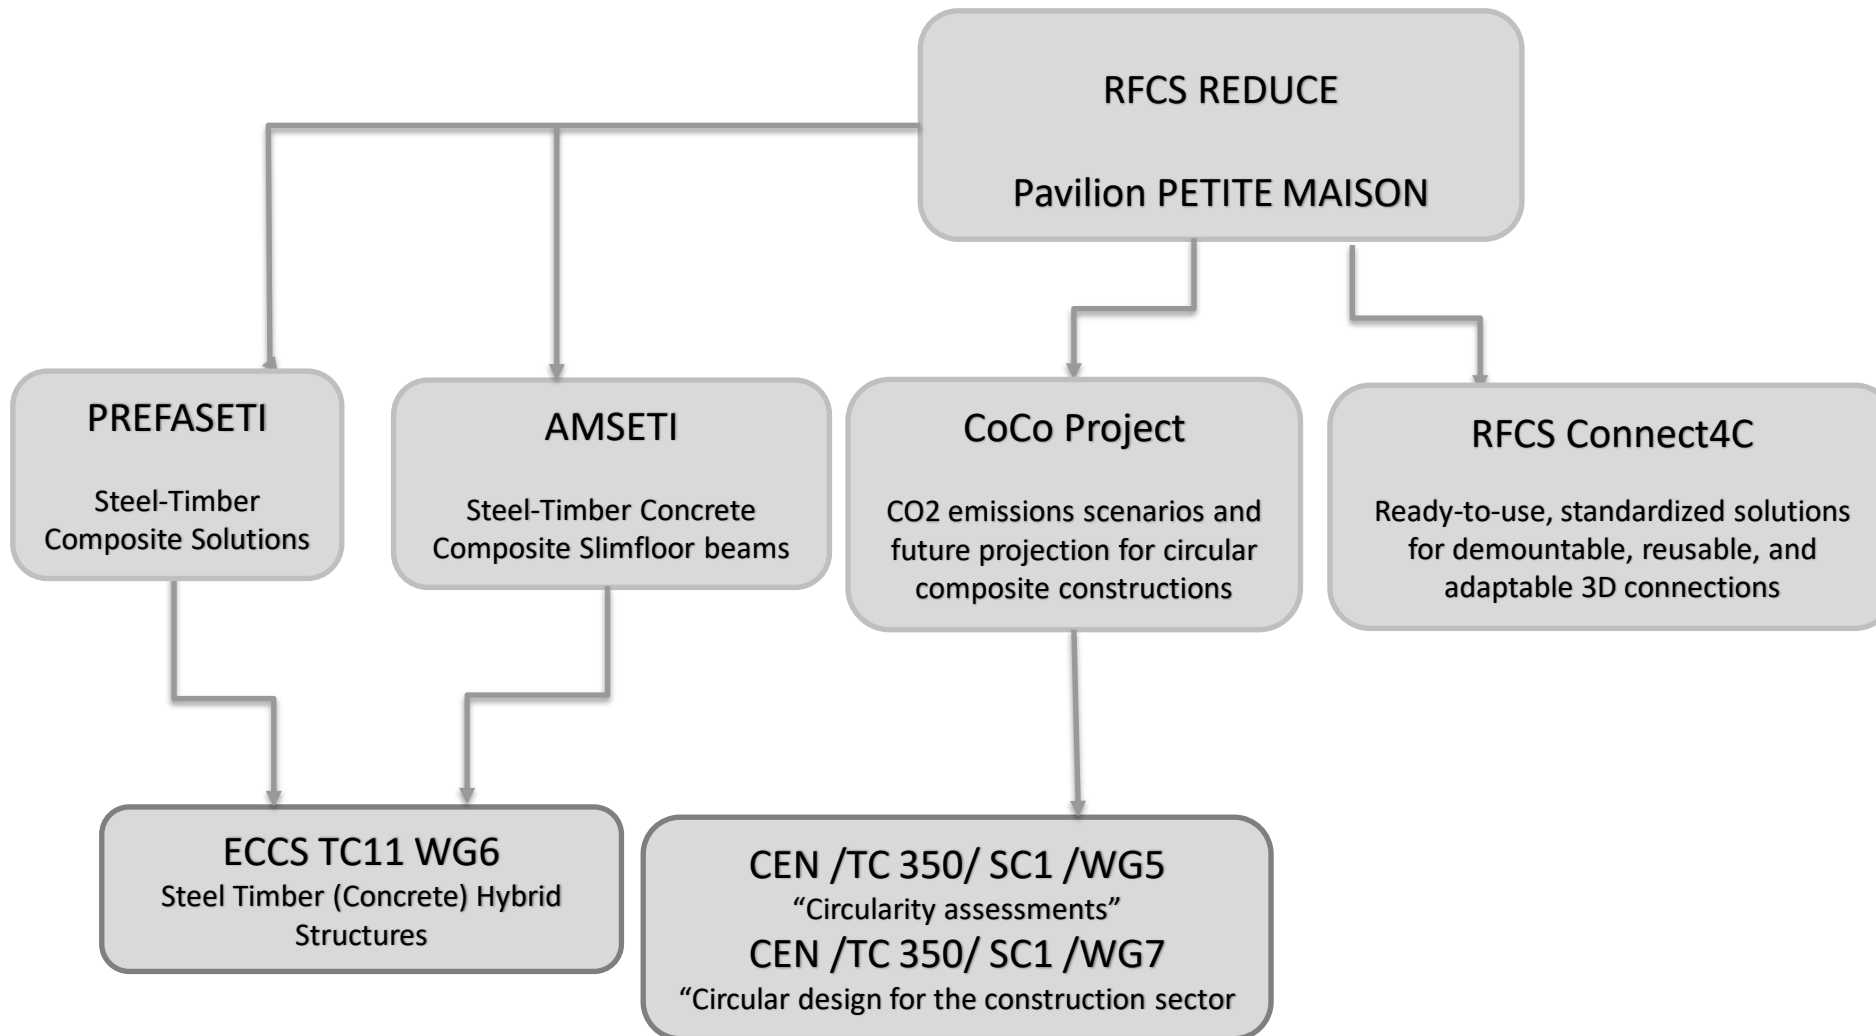 RFCS REDUCE
Pavilion PETITE MAISON
PREFASETI
Steel-Timber
Composite Solutions
AMSETI
Steel-Timber Concrete
Composite Slimfloor beams
CoCo Project
CO2 emissions scenarios and
future projection for circular
composite constructions
RFCS Connect4C
Ready-to-use, standardized solutions
for demountable, reusable, and
adaptable 3D connections
ECCS TC11 WG6
Steel Timber (Concrete) Hybrid
Structures
CEN /TC 350/ SC1 /WG5
“Circularity assessments”
CEN /TC 350/ SC1 /WG7
“Circular design for the construction sector